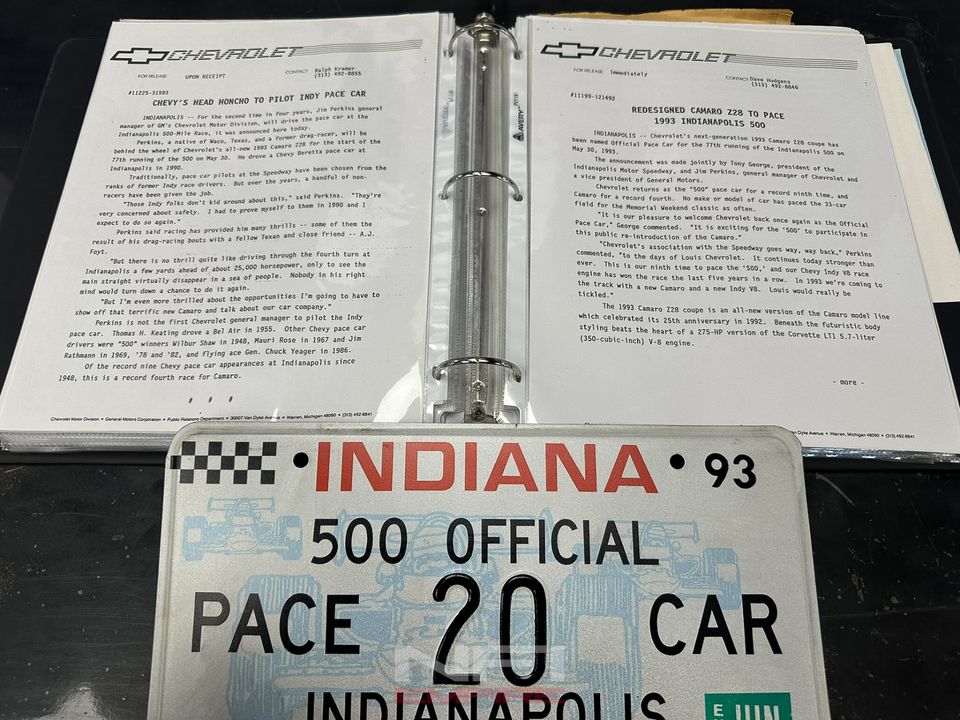 CHEVROLET
FOR RELEASE: UPON RECEIPT CONTACT: Ralph Kramer
(313) 492-8855
#11225-31593
CHEVY'S HEAD HONCHO TO PILOT INDY PACE CAR
INDIANAPOLIS -- For the second time in four years, Jim Perkins general
manager of GM's Chevrolet Motor Division, will drive the pace car at the
Indianapolis 500-Mile Race, it was announced here today.
Perkins, a native of Waco, Texas, and a former drag-racer, will be
behind the wheel of Chevrolet's all-new 1993 Camaro Z28 for the start of the
77th running of the 500 on May 30. He drove a Chevy Beretta pace car at
Indianapolis in 1990.
Traditionally, pace car pilots at the Speedway have been chosen from the
ranks of former Indy race drivers. But over the years, a handful of non-
racers have been given the job.
"Those Indy folks don't kid around about this," said Perkins. "They're
very concerned about safety. I had to prove myself to them in 1990 and I
expect to do so again."
Perkins said racing has provided him many thrills -- some of them the
result of his drag-racing bouts with a fellow Texan and close friend -- A.J.
Foyt.
"But there is no thrill quite like driving through the fourth turn at
Indianapolis a few yards ahead of about 25,000 horsepower, only to see the
main straight virtually disappear in a sea of people. Nobody in his right
mind would turn down a chance to do it again.
"But I'm even more thrilled about the opportunities I'm going to have to
show off that terrific new Camaro and talk about our car company."
Perkins is not the first Chevrolet general manager to pilot the Indy
pace car. Thomas H. Keating drove a Bel Air in 1955. Other Chevy pace car
drivers were "500" winners Wilbur Shaw in 1948, Mauri Rose in 1967 and Jim
Rathmann in 1969, '78 and '82, and flying ace Gen. Chuck Yeager in 1986.
Of the record nine Chevy pace car appearances at Indianapolis since
1948, this is a record fourth race for Camaro.
# # #
Chevrolet Motor Division • General Motors Corporation • Public Relations Department • 30007 Van Dyke Avenue • Warren, Michigan 48090 • (313) 492-8841
AVERY
CHEVROLET
FOR RELEASE: Immediately CONTACT: Dave Hudgens
(313) 492-8846
#11199-121492
REDESIGNED CAMARO Z28 TO PACE
1993 INDIANAPOLIS 500
INDIANAPOLIS -- Chevrolet's next-generation 1993 Camaro Z28 coupe has
been named Official Pace Car for the 77th running of the Indianapolis 500 on
May 30, 1993.
The announcement was made jointly by Tony George, president of the
Indianapolis Motor Speedway, and Jim Perkins, general manager of Chevrolet and
a vice president of General Motors.
Chevrolet returns as the "500" pace car for a record ninth time, and
Camaro for a record fourth. No make or model of car has paced the 33-car
field for the Memorial Weekend classic as often.
"It is our pleasure to welcome Chevrolet back once again as the Official
Pace Car," George commented. "It is exciting for the '500' to participate in
this public re-introduction of the Camaro."
"Chevrolet's association with the Speedway goes way, way back," Perkins
commented, "to the days of Louis Chevrolet. It continues today stronger than
ever. This is our ninth time to pace the '500,' and our Chevy Indy V8 race
engine has won the race the last five years in a row. In 1993 we're coming to
the track with a new Camaro and a new Indy V8. Louis would really be
tickled."
The 1993 Camaro Z28 coupe is an all-new version of the Camaro model line
which celebrated its 25th anniversary in 1992. Beneath the futuristic body
styling beats the heart of a 275-HP version of the Corvette LT1 5.7-liter
(350-cubic-inch) V-8 engine.
- more -
Dyke Avenue • Warren, Michigan 48090 • (313) 492-8841
INDIANA 93
500 OFFICIAL
PACE 20 CAR
INDIANAPOLIS
E JUN